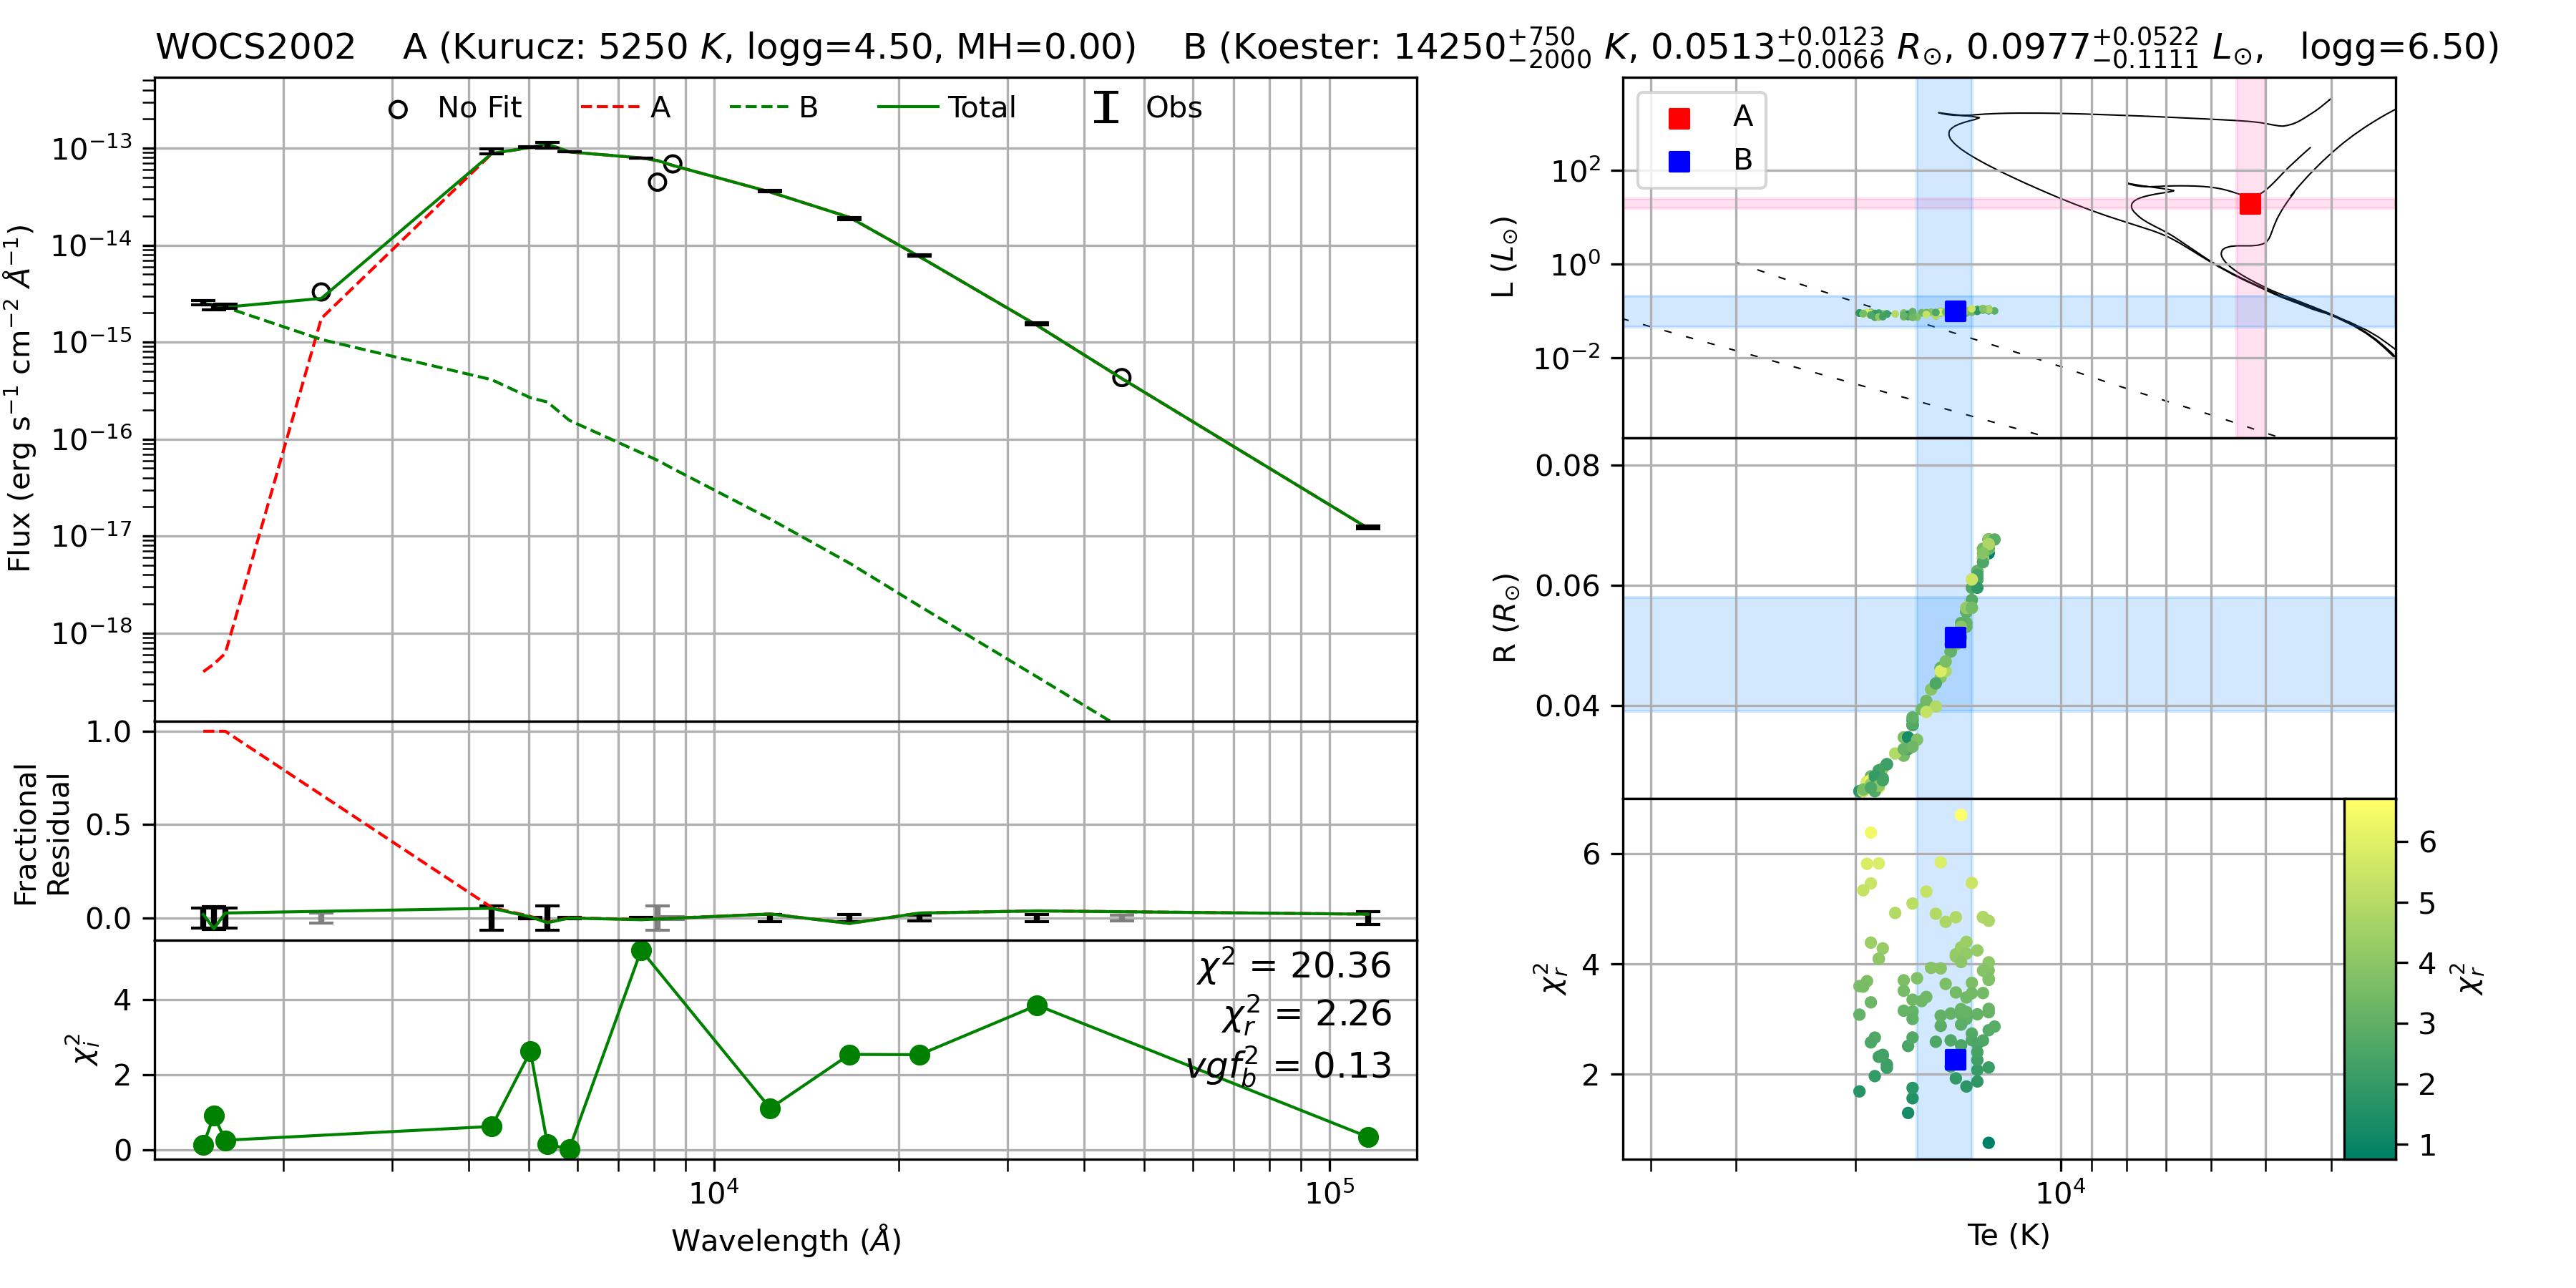 WOCS2002 A (Kurucz: 5250 K, logg=4.50, MH=0.00) B (Koester: 14250 +750 −2000 K, 0.0513 +0.0123 −0.0066 R⊙, 0.0977 +0.0522 −0.1111 L⊙, logg=6.50)
No Fit A B Total Obs
Flux (erg s⁻¹ cm⁻² Å⁻¹)
10⁻¹³
10⁻¹⁴
10⁻¹⁵
10⁻¹⁶
10⁻¹⁷
10⁻¹⁸
Fractional
Residual
1.0
0.5
0.0
χ²ᵢ
4
2
0
χ² = 20.36
χ²ᵣ = 2.26
vgf²_b = 0.13
10⁴ 10⁵
Wavelength (Å)
A
B
L (L⊙)
10²
10⁰
10⁻²
R (R⊙)
0.08
0.06
0.04
χ²ᵣ
6
4
2
10⁴
Te (K)
6
5
4
3
2
1
χ²ᵣ